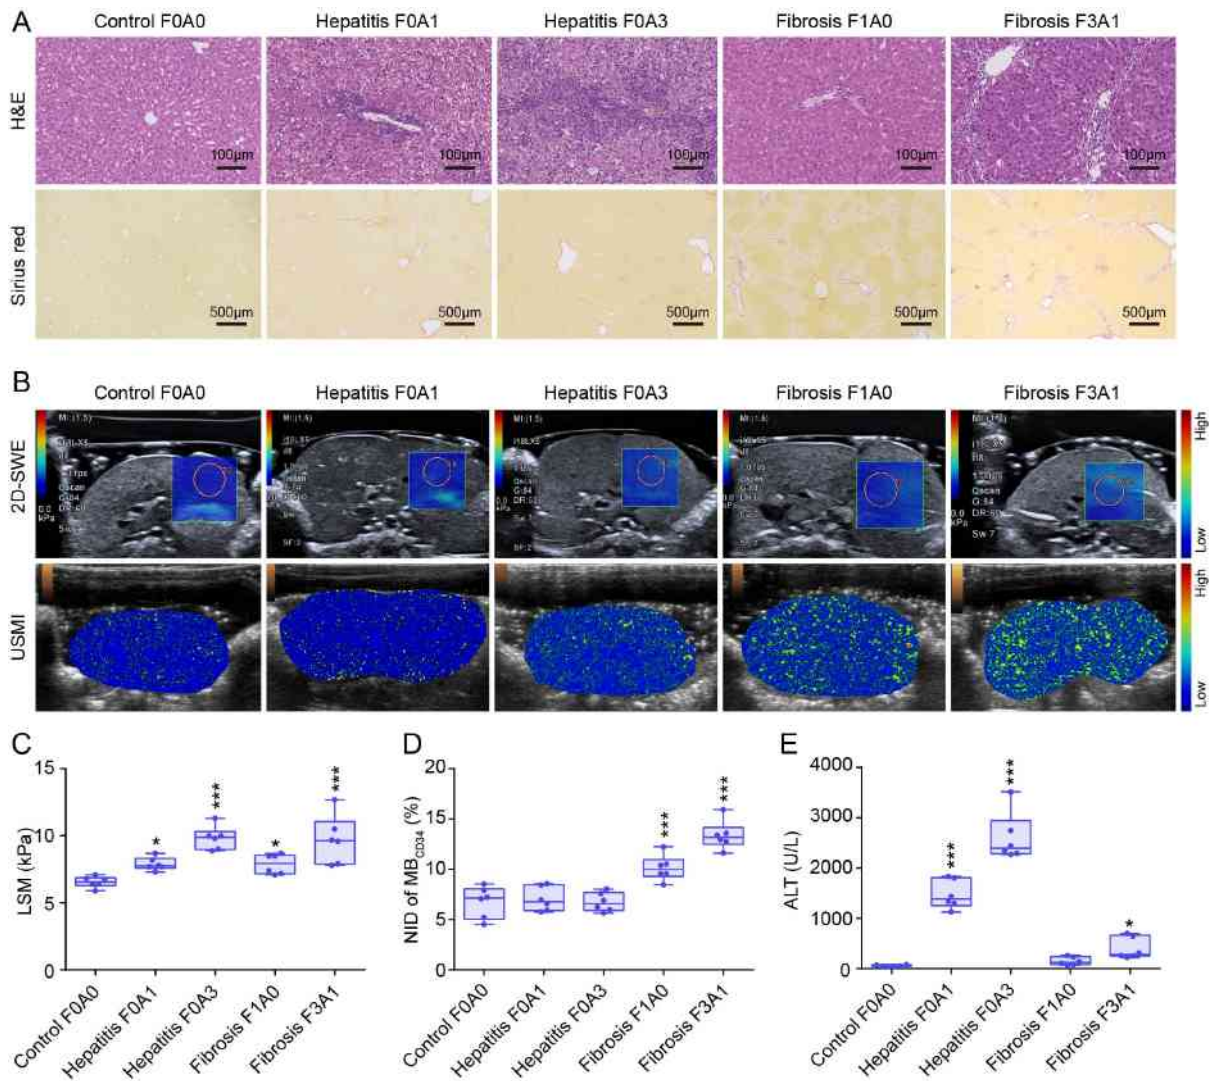 A
Control F0A0 Hepatitis F0A1 Hepatitis F0A3 Fibrosis F1A0 Fibrosis F3A1
H&E
100μm 100μm 100μm 100μm 100μm
Sirius red
500μm 500μm 500μm 500μm 500μm
B
Control F0A0 Hepatitis F0A1 Hepatitis F0A3 Fibrosis F1A0 Fibrosis F3A1
2D-SWE
High
Low
USMI
High
Low
C
LSM (kPa)
15
10
5
0
* *** * ***
Control F0A0 Hepatitis F0A1 Hepatitis F0A3 Fibrosis F1A0 Fibrosis F3A1
D
NID of MBCD34 (%)
20
15
10
5
0
*** ***
Control F0A0 Hepatitis F0A1 Hepatitis F0A3 Fibrosis F1A0 Fibrosis F3A1
E
ALT (U/L)
4000
3000
2000
1000
0
*** *** *
Control F0A0 Hepatitis F0A1 Hepatitis F0A3 Fibrosis F1A0 Fibrosis F3A1